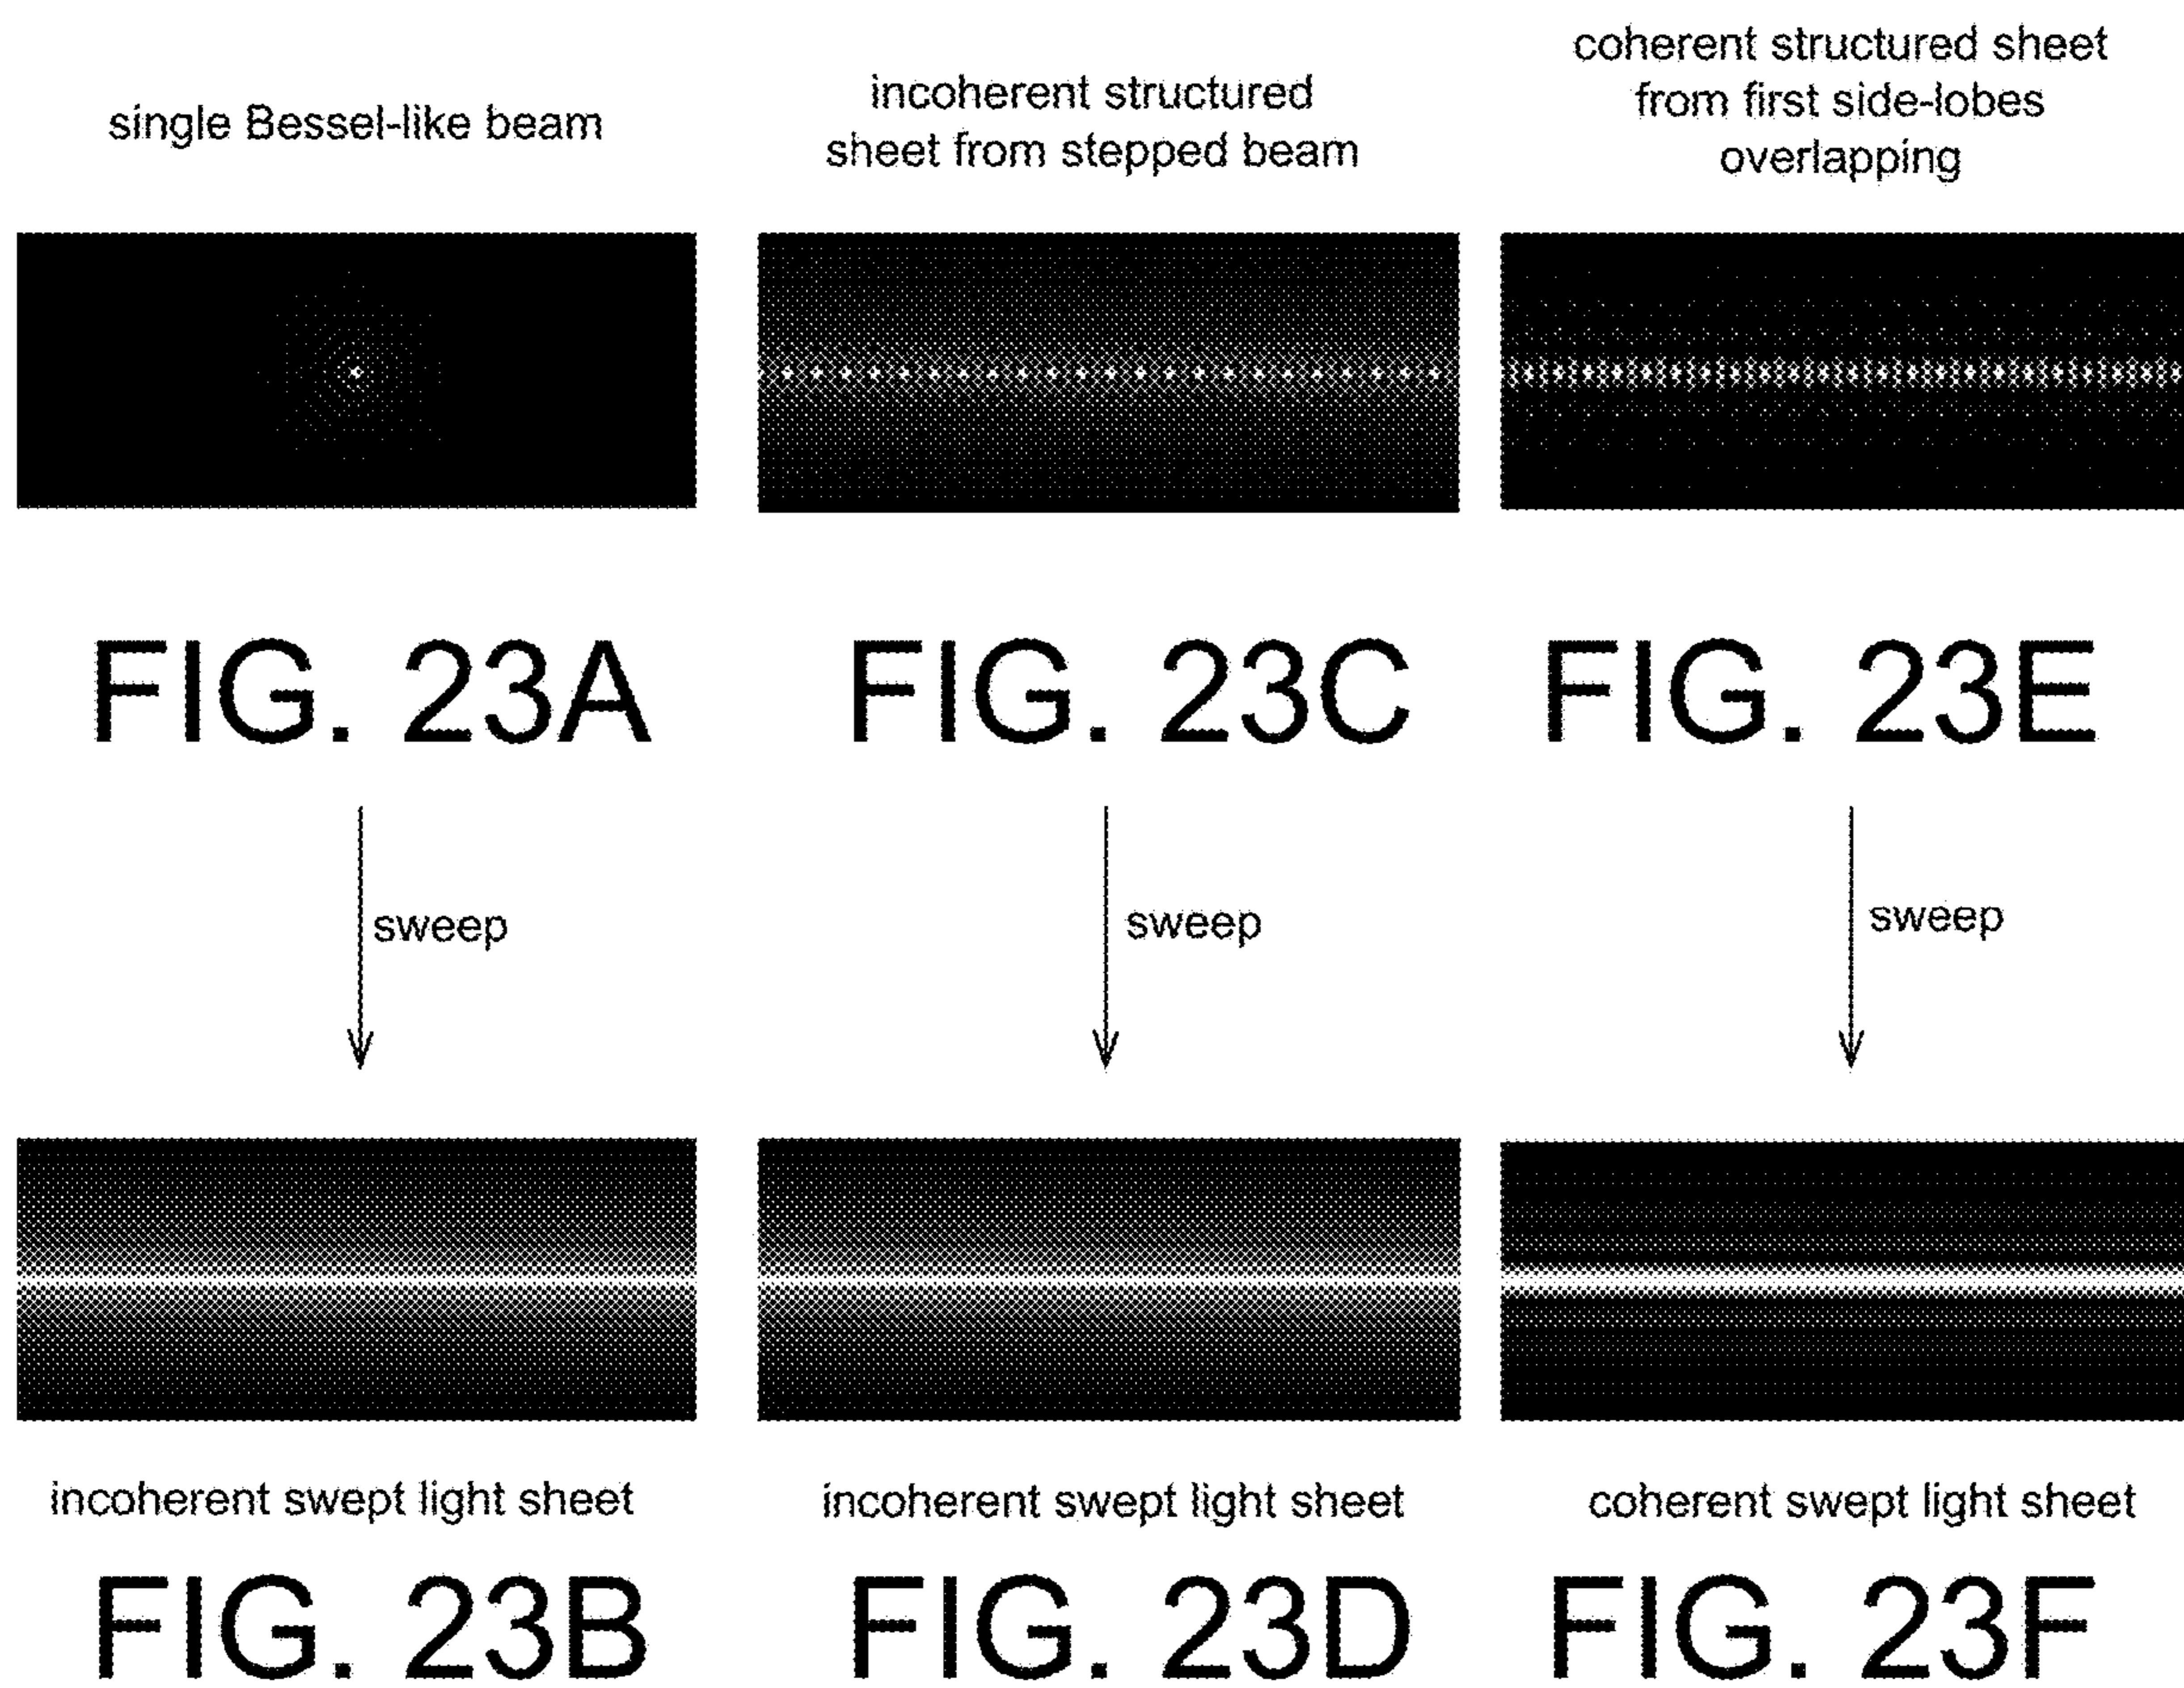 single Bessel-like beam
incoherent structured
sheet from stepped beam
coherent structured sheet
from first side-lobes
overlapping
FIG. 23A
FIG. 23C
FIG. 23E
sweep
sweep
sweep
incoherent swept light sheet
incoherent swept light sheet
coherent swept light sheet
FIG. 23B
FIG. 23D
FIG. 23F